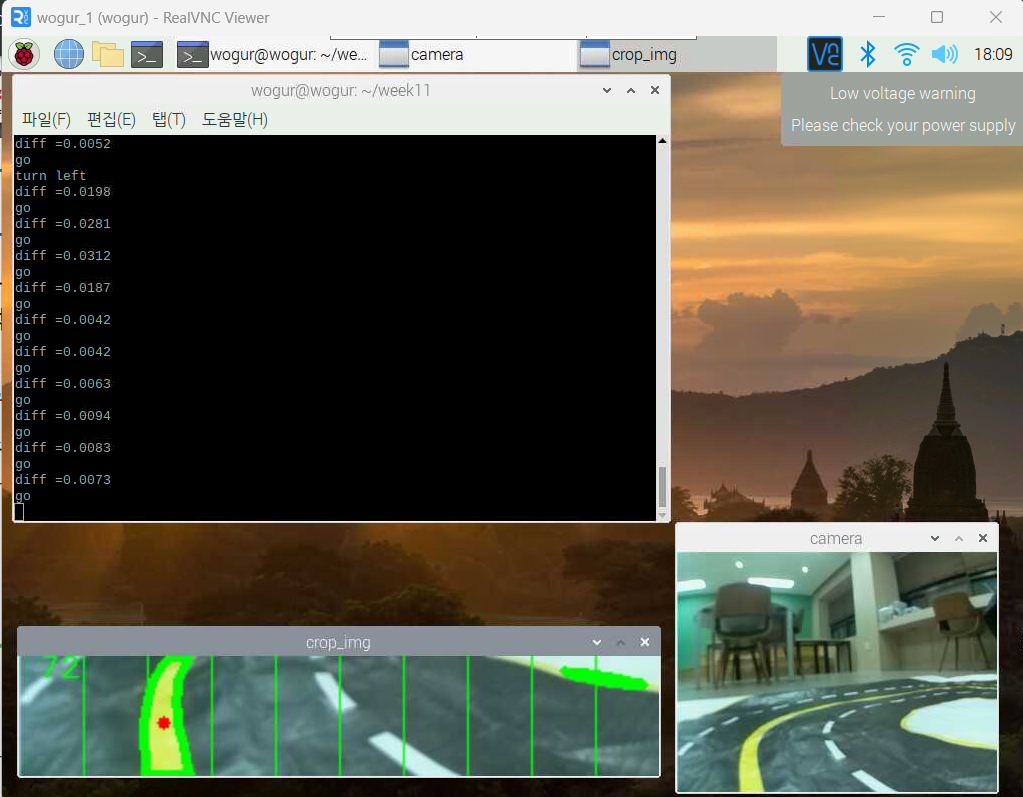 wogur_1 (wogur) - RealVNC Viewer
wogur@wogur: ~/we...
camera
crop_img
18:09
Low voltage warning
Please check your power supply
wogur@wogur: ~/week11
파일(F) 편집(E) 탭(T) 도움말(H)
diff =0.0052
go
turn left
diff =0.0198
go
diff =0.0281
go
diff =0.0312
go
diff =0.0187
go
diff =0.0042
go
diff =0.0042
go
diff =0.0063
go
diff =0.0094
go
diff =0.0083
go
diff =0.0073
go
camera
crop_img
72